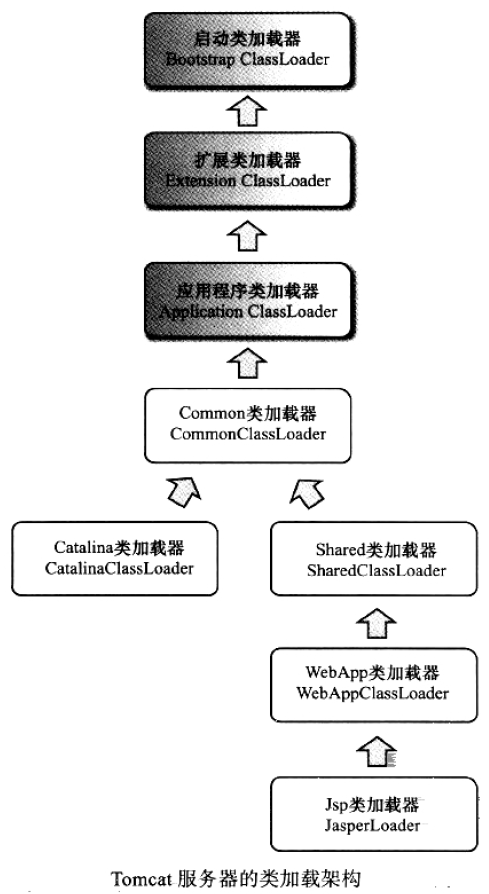 启动类加载器
Bootstrap ClassLoader
扩展类加载器
Extension ClassLoader
应用程序类加载器
Application ClassLoader
Common类加载器
CommonClassLoader
Catalina类加载器
CatalinaClassLoader
Shared类加载器
SharedClassLoader
WebApp类加载器
WebAppClassLoader
Jsp类加载器
JasperLoader
Tomcat 服务器的类加载架构